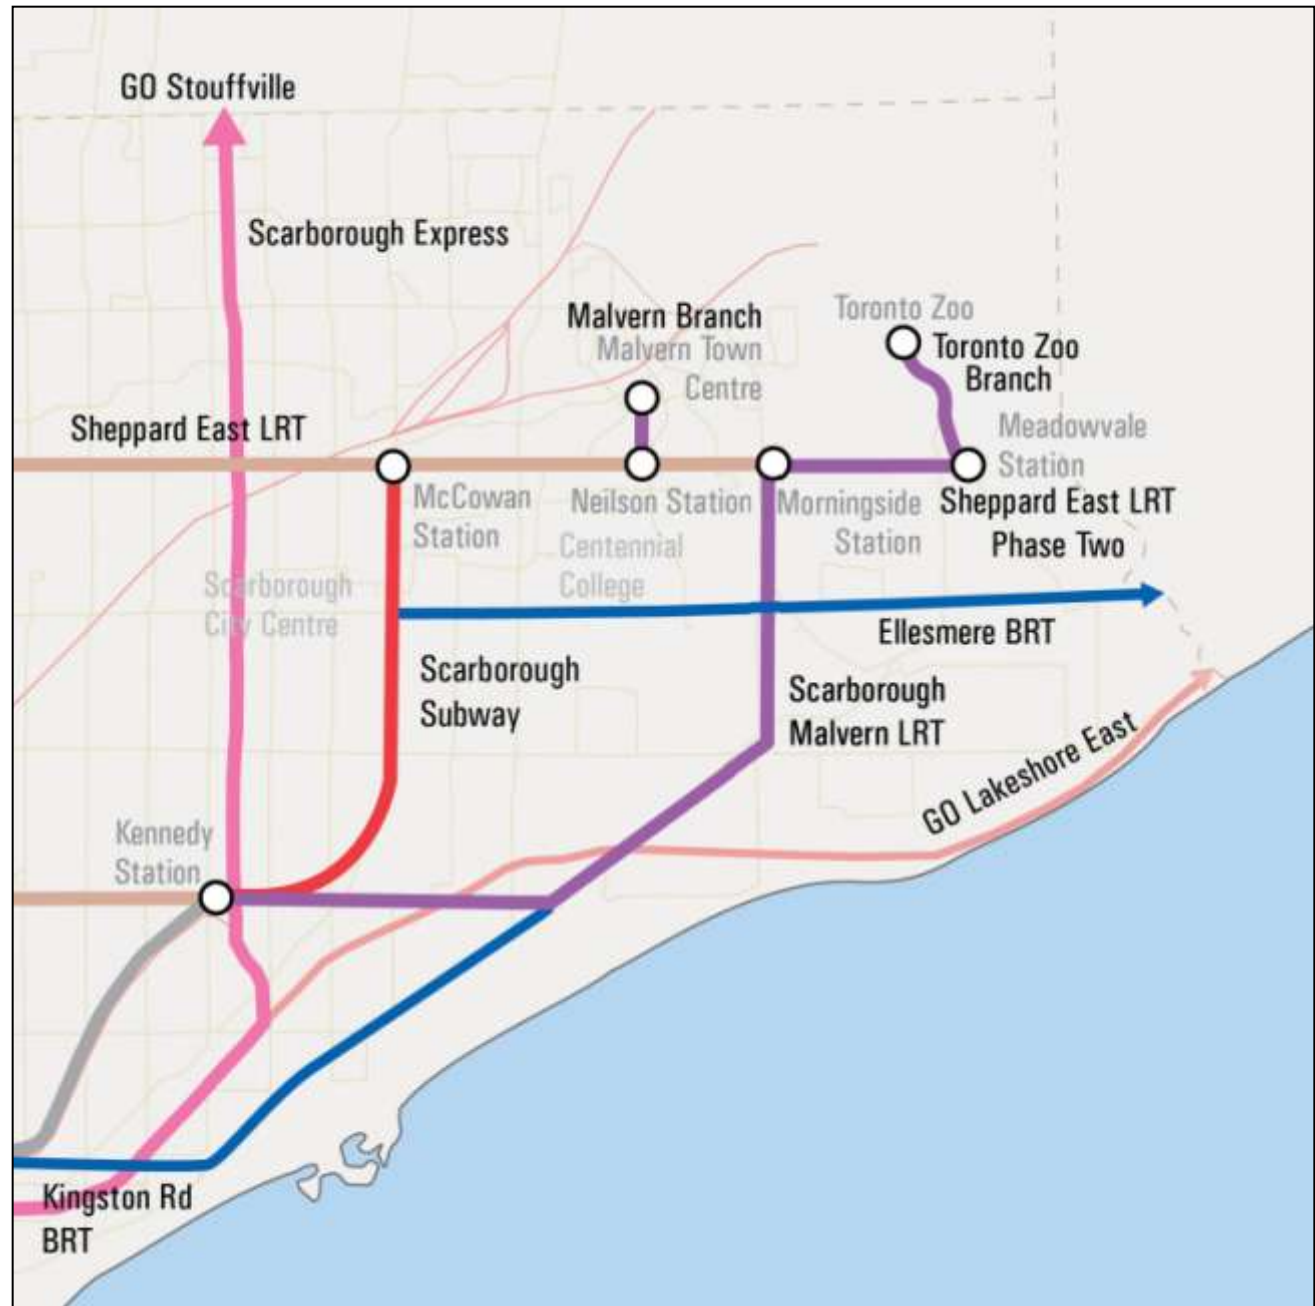 GO Stouffville
Scarborough Express
Malvern Branch
Malvern Town
Centre
Toronto Zoo
Toronto Zoo
Branch
Sheppard East LRT
Meadowvale
Station
McCowan
Station
Neilson Station
Morningside
Station
Sheppard East LRT
Phase Two
Centennial
College
Scarborough
City Centre
Ellesmere BRT
Scarborough
Subway
Scarborough
Malvern LRT
GO Lakeshore East
Kennedy
Station
Kingston Rd
BRT